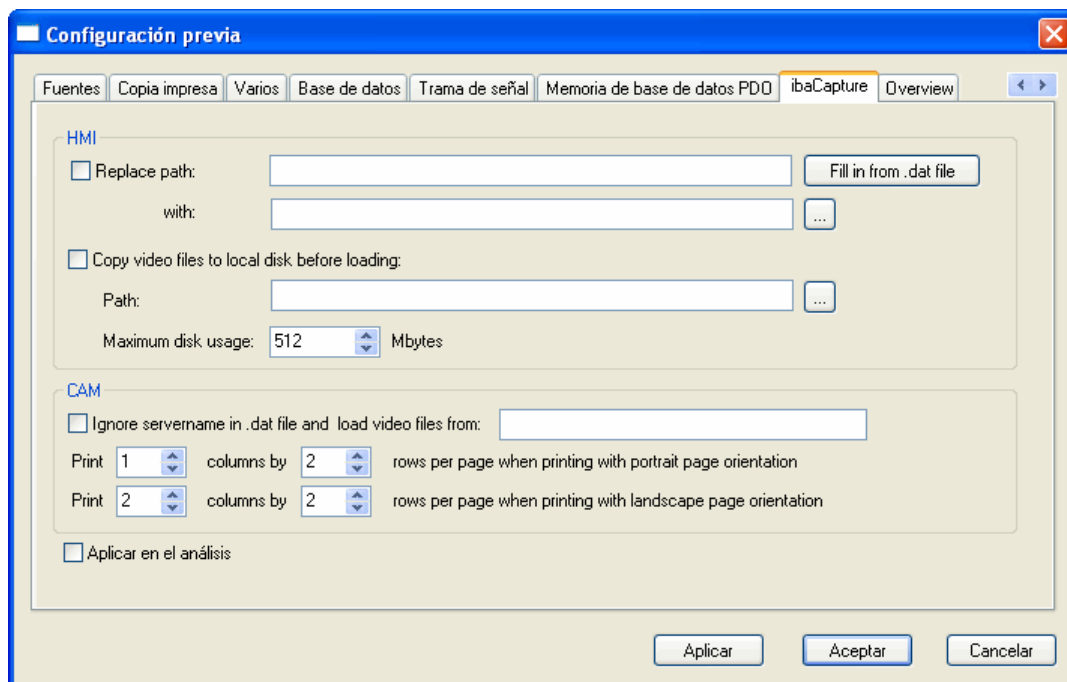 Configuración previa
Fuentes Copia impresa Varios Base de datos Trama de señal Memoria de base de datos PDO ibaCapture Overview
HMI
Replace path: Fill in from .dat file
with: ...
Copy video files to local disk before loading:
Path: ...
Maximum disk usage: 512 Mbytes
CAM
Ignore servername in .dat file and load video files from:
Print 1 columns by 2 rows per page when printing with portrait page orientation
Print 2 columns by 2 rows per page when printing with landscape page orientation
Aplicar en el análisis
Aplicar Aceptar Cancelar